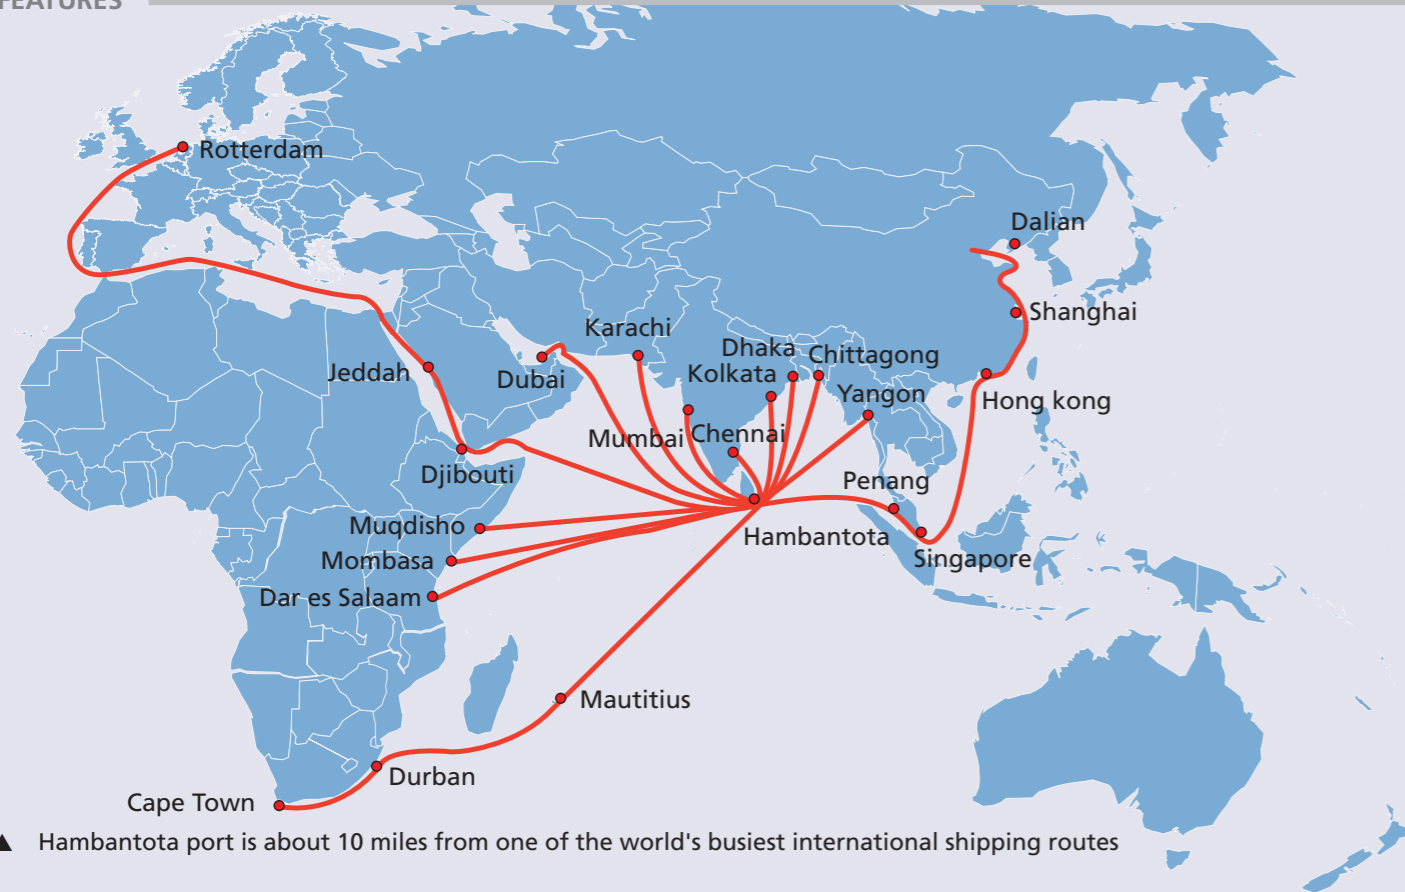 FEATURES
Rotterdam
Dalian
Shanghai
Karachi
Dhaka
Chittagong
Jeddah
Dubai
Kolkata
Yangon
Hong kong
Mumbai
Chennai
Djibouti
Penang
Muqdisho
Hambantota
Mombasa
Singapore
Dar es Salaam
Mautitius
Durban
Cape Town
▲ Hambantota port is about 10 miles from one of the world's busiest international shipping routes